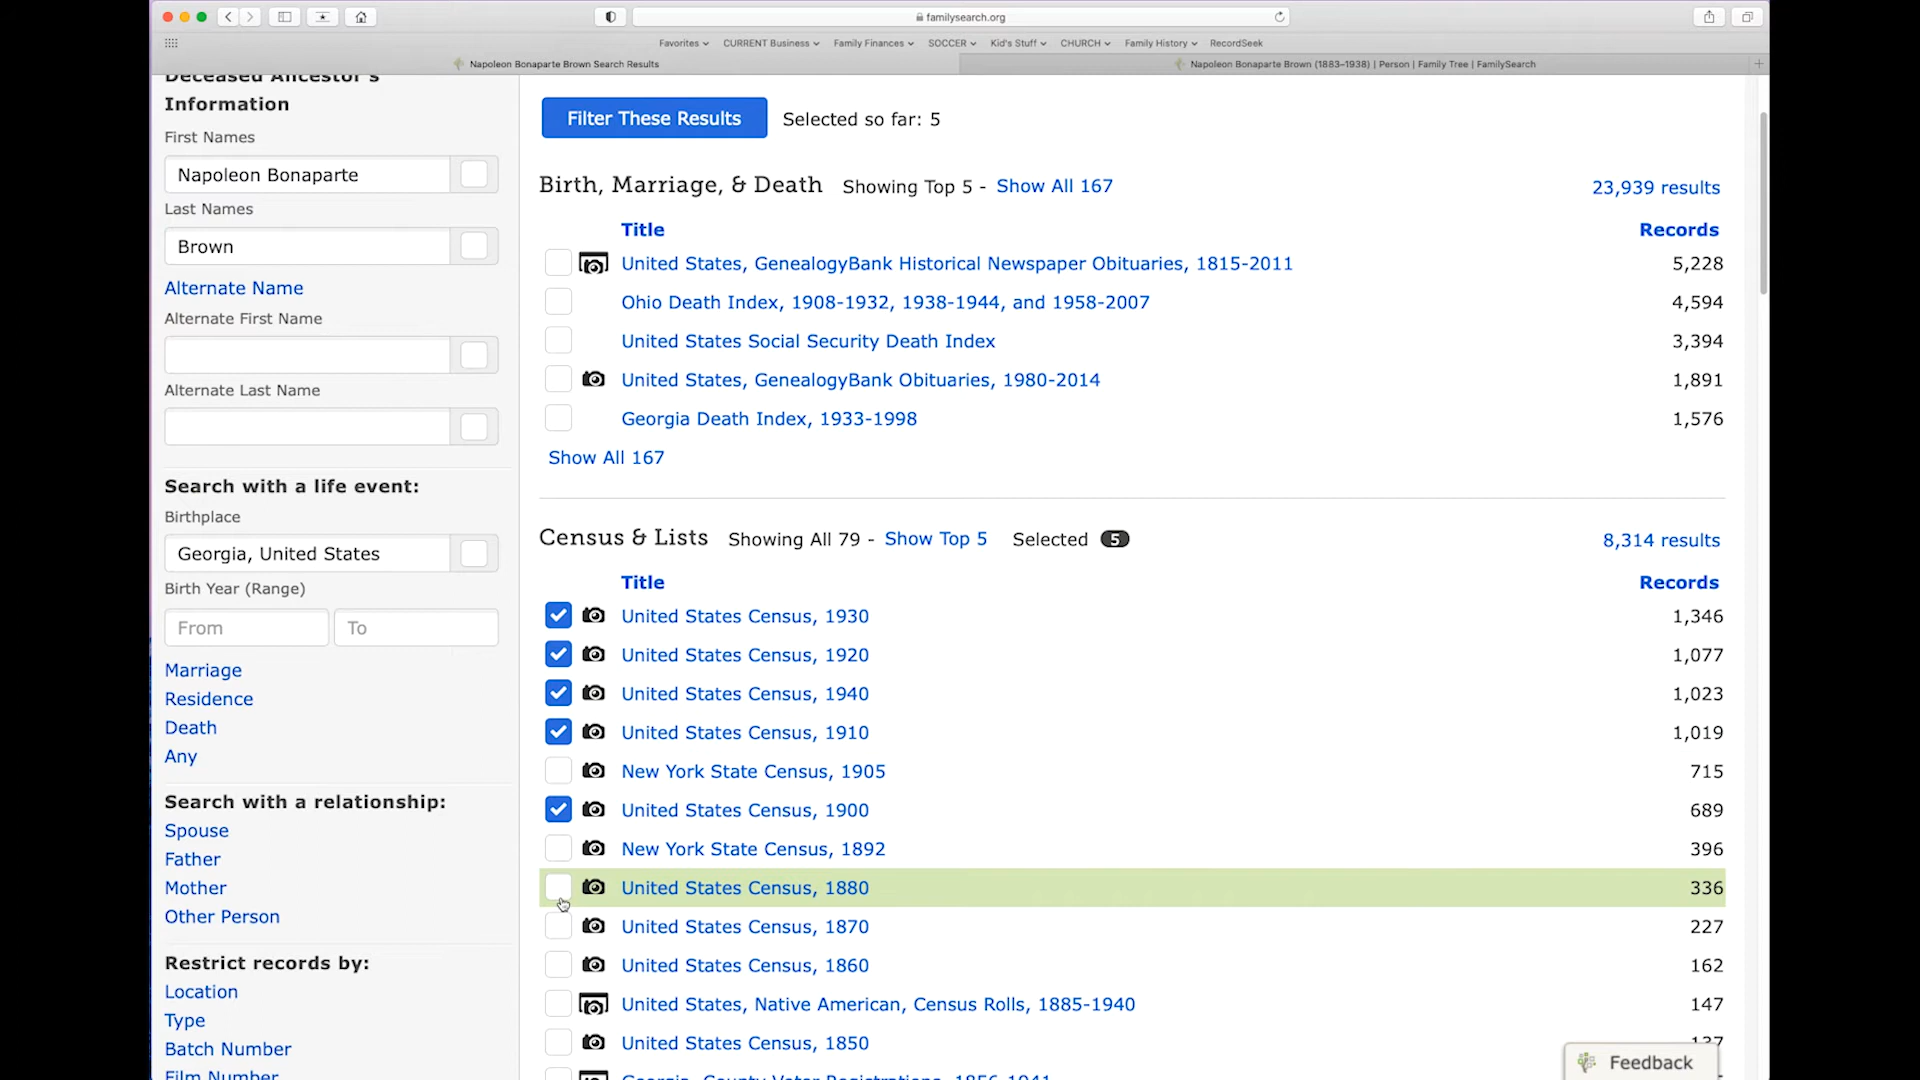 familysearch.org
Favorites CURRENT Business Family Finances SOCCER Kid's Stuff CHURCH Family History RecordSeek
Napoleon Bonaparte Brown Search Results
Napoleon Bonaparte Brown (1883–1938) | Person | Family Tree | FamilySearch
Deceased Ancestor's
Information
First Names
Napoleon Bonaparte
Last Names
Brown
Alternate Name
Alternate First Name
Alternate Last Name
Search with a life event:
Birthplace
Georgia, United States
Birth Year (Range)
From To
Marriage
Residence
Death
Any
Search with a relationship:
Spouse
Father
Mother
Other Person
Restrict records by:
Location
Type
Batch Number
Film Number
Filter These Results Selected so far: 5
Birth, Marriage, & Death Showing Top 5 - Show All 167 23,939 results
Title Records
United States, GenealogyBank Historical Newspaper Obituaries, 1815-2011 5,228
Ohio Death Index, 1908-1932, 1938-1944, and 1958-2007 4,594
United States Social Security Death Index 3,394
United States, GenealogyBank Obituaries, 1980-2014 1,891
Georgia Death Index, 1933-1998 1,576
Show All 167
Census & Lists Showing All 79 - Show Top 5 Selected 5 8,314 results
Title Records
United States Census, 1930 1,346
United States Census, 1920 1,077
United States Census, 1940 1,023
United States Census, 1910 1,019
New York State Census, 1905 715
United States Census, 1900 689
New York State Census, 1892 396
United States Census, 1880 336
United States Census, 1870 227
United States Census, 1860 162
United States, Native American, Census Rolls, 1885-1940 147
United States Census, 1850 137
Georgia, County Voter Registrations, 1856-1941
Feedback